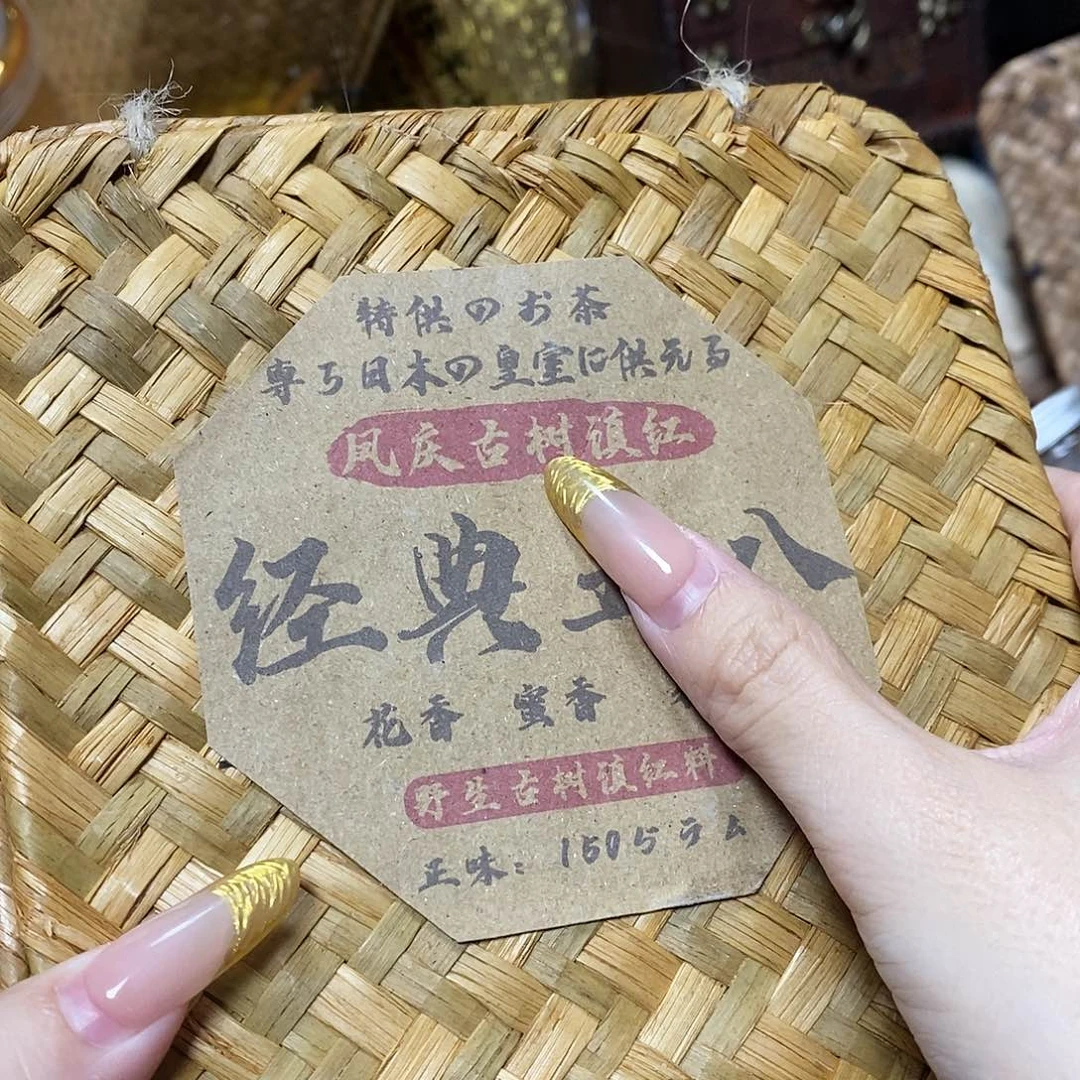 特供のお茶
専ら日本の皇室に供える
凤庆古树滇红
经典 八
花香 蜜香
野生古树滇红料
正味: 150ちラム